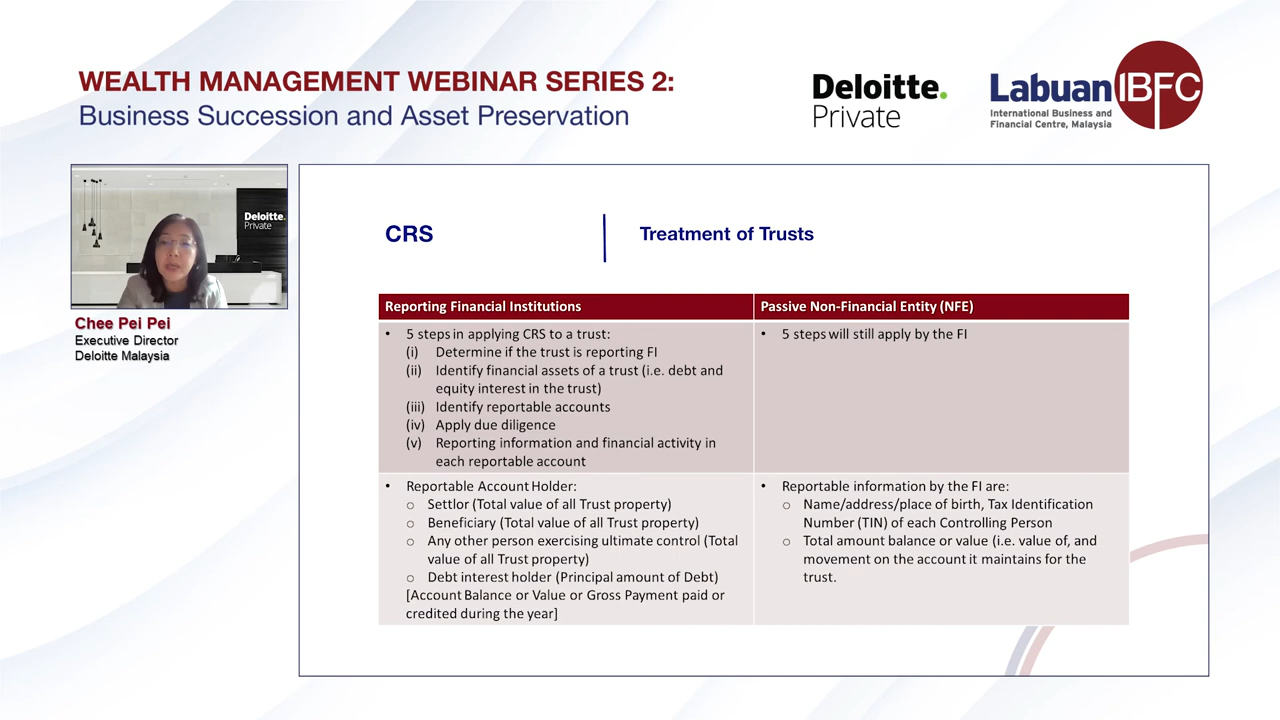 WEALTH MANAGEMENT WEBINAR SERIES 2:
Business Succession and Asset Preservation
Deloitte.
Private
Labuan IBFC
International Business and
Financial Centre, Malaysia
Deloitte.
Private
Chee Pei Pei
Executive Director
Deloitte Malaysia
CRS
Treatment of Trusts
Reporting Financial Institutions
• 5 steps in applying CRS to a trust:
(i) Determine if the trust is reporting FI
(ii) Identify financial assets of a trust (i.e. debt and
equity interest in the trust)
(iii) Identify reportable accounts
(iv) Apply due diligence
(v) Reporting information and financial activity in
each reportable account
Passive Non-Financial Entity (NFE)
• 5 steps will still apply by the FI
• Reportable Account Holder:
o Settlor (Total value of all Trust property)
o Beneficiary (Total value of all Trust property)
o Any other person exercising ultimate control (Total
value of all Trust property)
o Debt interest holder (Principal amount of Debt)
[Account Balance or Value or Gross Payment paid or
credited during the year]
• Reportable information by the FI are:
o Name/address/place of birth, Tax Identification
Number (TIN) of each Controlling Person
o Total amount balance or value (i.e. value of, and
movement on the account it maintains for the
trust.